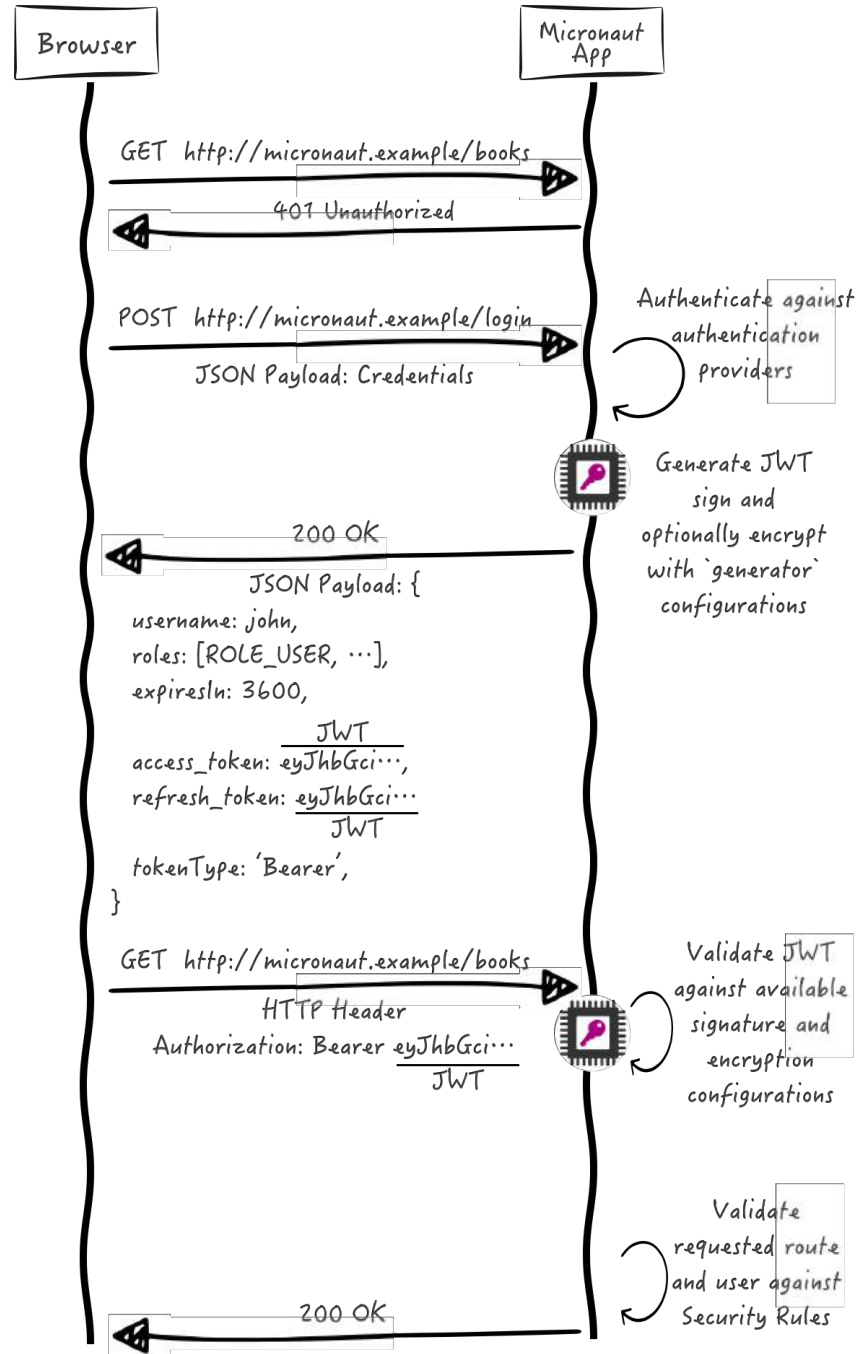 Browser
Micronaut
App
GET http://micronaut.example/books
401 Unauthorized
POST http://micronaut.example/login
JSON Payload: Credentials
Authenticate against
authentication
providers
Generate JWT
sign and
optionally encrypt
with `generator`
configurations
200 OK
JSON Payload: {
username: john,
roles: [ROLE_USER, ...],
expiresIn: 3600,
JWT
access_token: eyJhbGci...,
refresh_token: eyJhbGci...
JWT
tokenType: 'Bearer',
}
GET http://micronaut.example/books
HTTP Header
Authorization: Bearer eyJhbGci...
JWT
Validate JWT
against available
signature and
encryption
configurations
Validate
requested route
and user against
Security Rules
200 OK